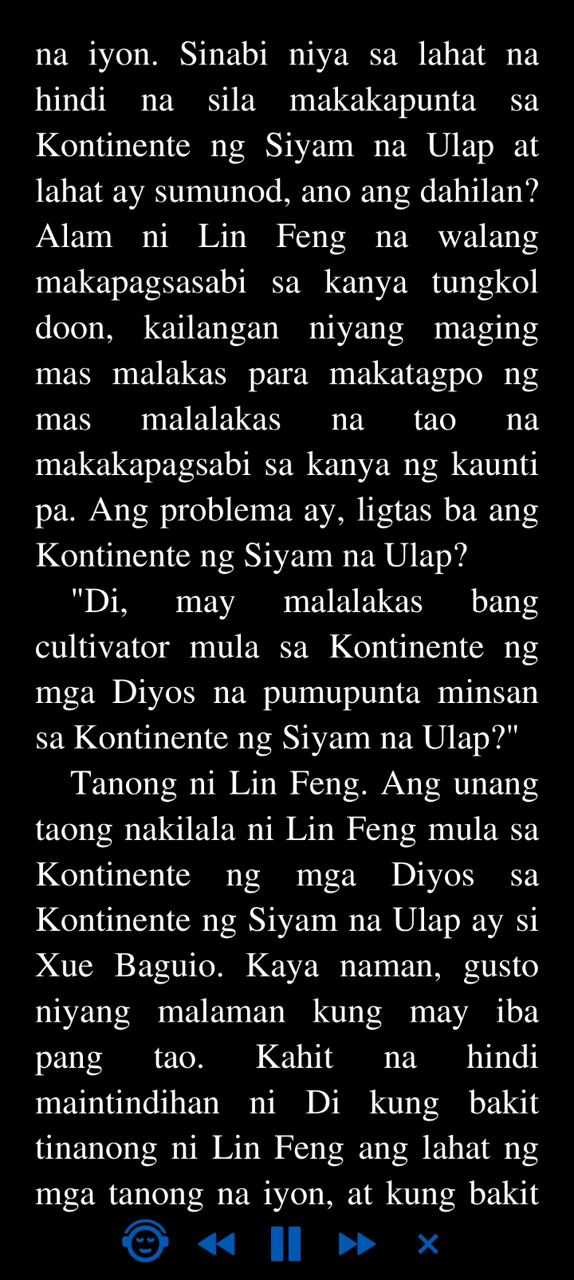 na iyon. Sinabi niya sa lahat na
hindi na sila makakapunta sa
Kontinente ng Siyam na Ulap at
lahat ay sumunod, ano ang dahilan?
Alam ni Lin Feng na walang
makapagsasabi sa kanya tungkol
doon, kailangan niyang maging
mas malakas para makatagpo ng
mas malalakas na tao na
makakapagsabi sa kanya ng kaunti
pa. Ang problema ay, ligtas ba ang
Kontinente ng Siyam na Ulap?
"Di, may malalakas bang
cultivator mula sa Kontinente ng
mga Diyos na pumupunta minsan
sa Kontinente ng Siyam na Ulap?"
Tanong ni Lin Feng. Ang unang
taong nakilala ni Lin Feng mula sa
Kontinente ng mga Diyos sa
Kontinente ng Siyam na Ulap ay si
Xue Baguio. Kaya naman, gusto
niyang malaman kung may iba
pang tao. Kahit na hindi
maintindihan ni Di kung bakit
tinanong ni Lin Feng ang lahat ng
mga tanong na iyon, at kung bakit